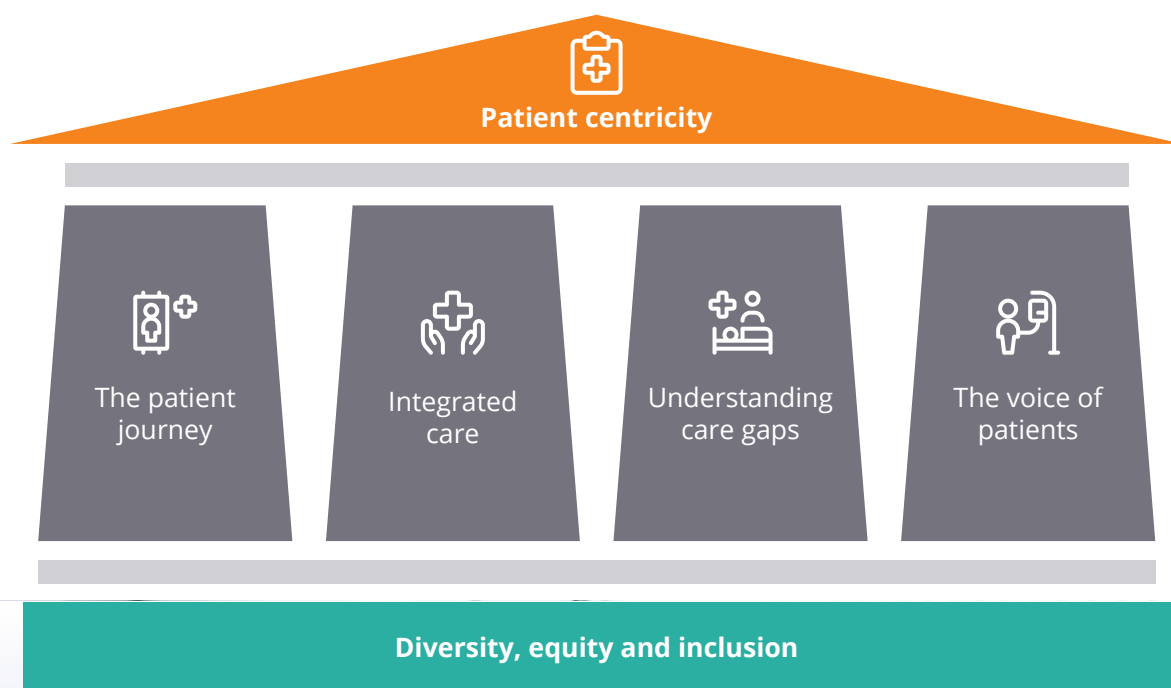 Patient centricity
The patient
journey
Integrated
care
Understanding
care gaps
The voice of
patients
Diversity, equity and inclusion